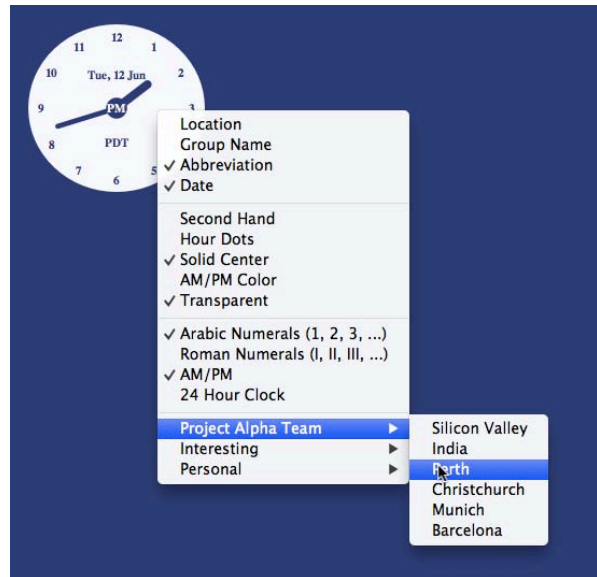 12
11
1
10
Tue, 12 Jun
2
9
PM
3
8
PDT
7
5
6
Location
Group Name
✓ Abbreviation
✓ Date
Second Hand
Hour Dots
✓ Solid Center
AM/PM Color
✓ Transparent
✓ Arabic Numerals (1, 2, 3, ...)
Roman Numerals (I, II, III, ...)
✓ AM/PM
24 Hour Clock
Project Alpha Team
Interesting
Personal
Silicon Valley
India
Perth
Christchurch
Munich
Barcelona